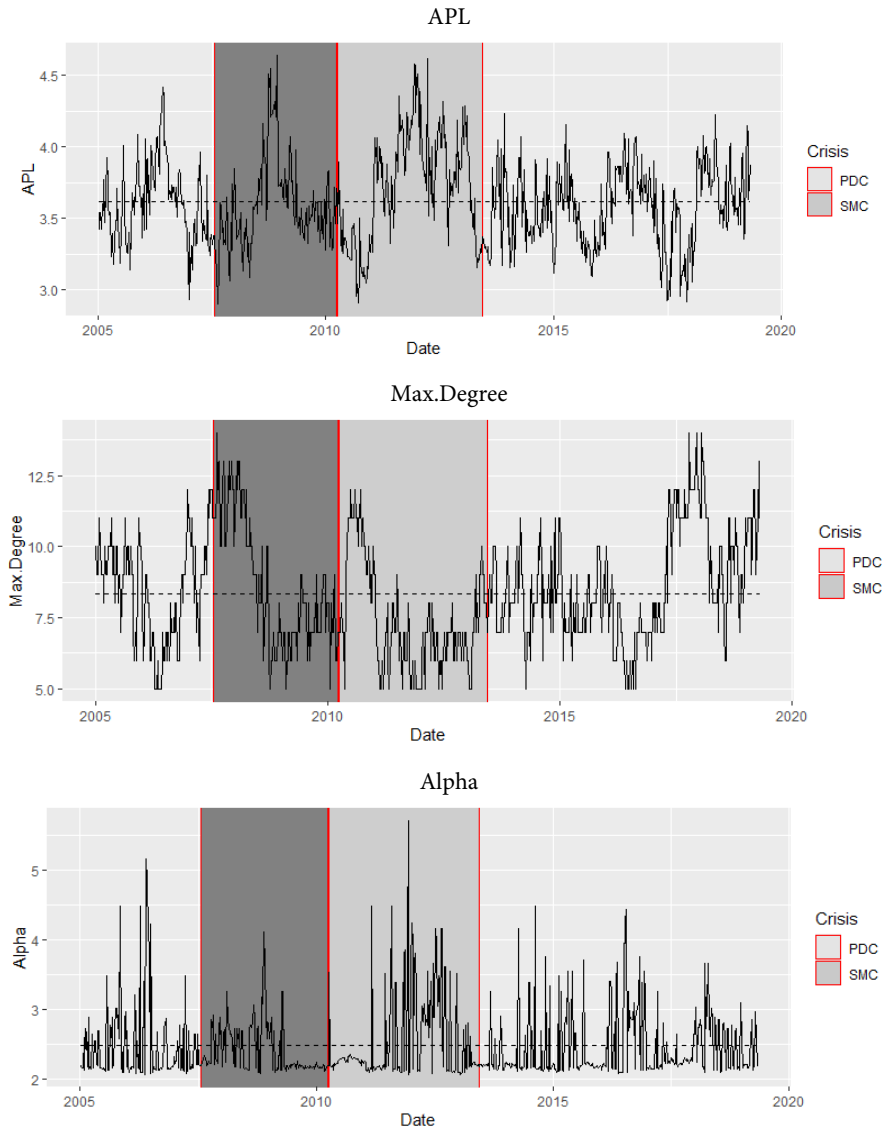 APL
4.5
4.0
3.5
3.0
APL
2005
2010
2015
2020
Date
Crisis
PDC
SMC
Max.Degree
12.5
10.0
7.5
5.0
Max.Degree
2005
2010
2015
2020
Date
Crisis
PDC
SMC
Alpha
5
4
3
2
Alpha
2005
2010
2015
2020
Date
Crisis
PDC
SMC